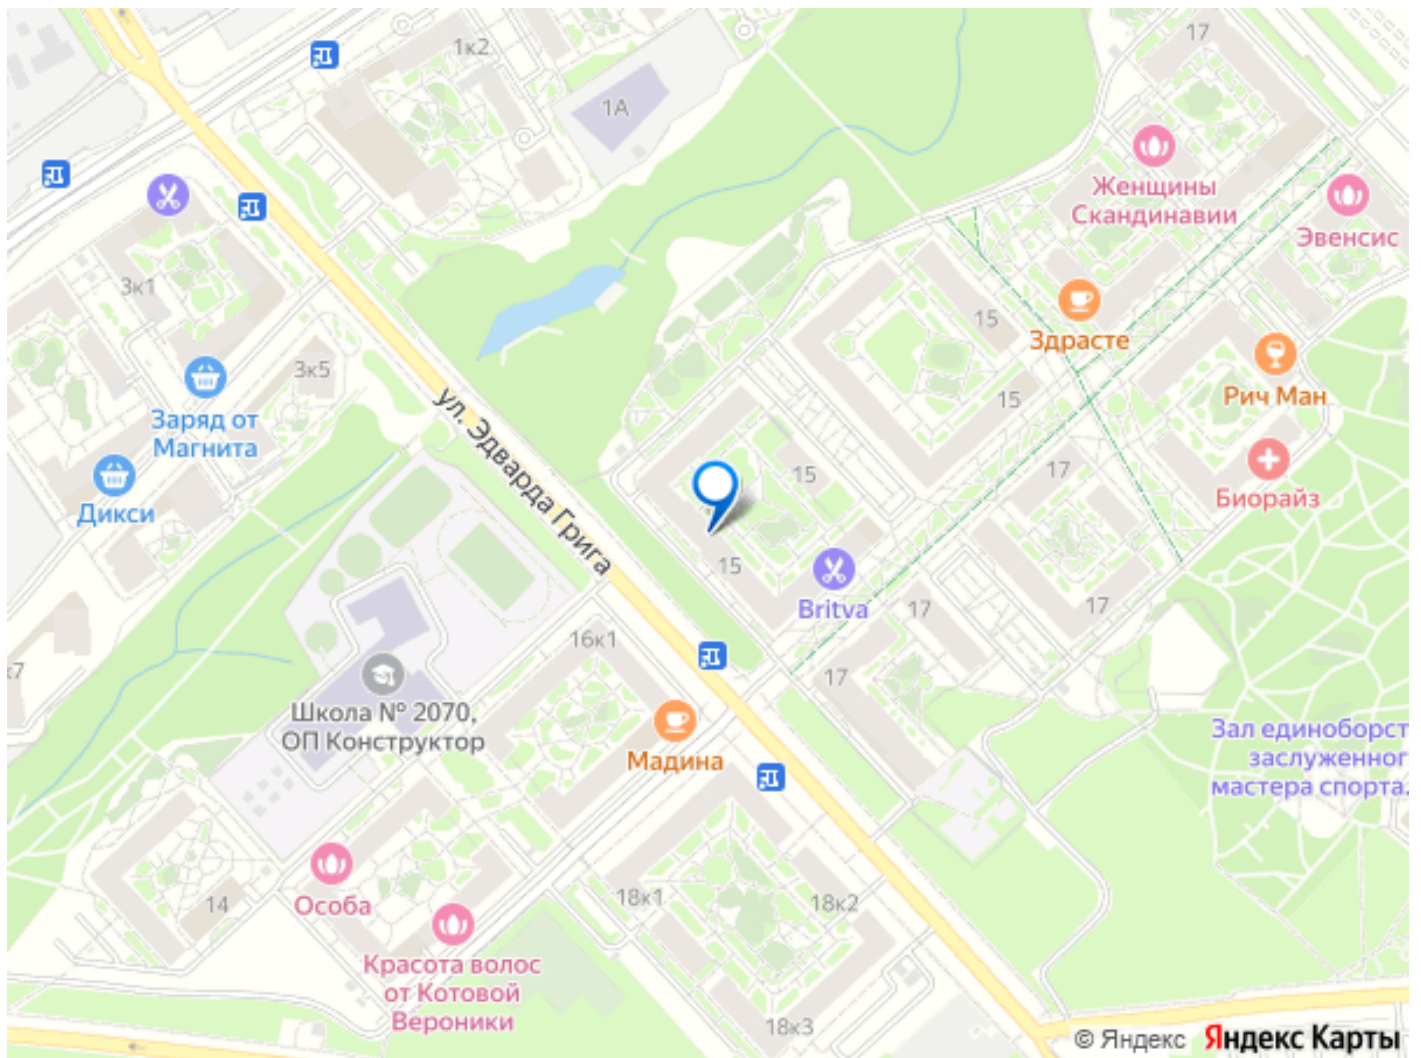 17
1к2
1А
Женщины
Скандинавии
Эвенсис
3к1
15
Здрасте
3к5
Рич Ман
15
Заряд от
Магнита
ул. Эдварда Грига
15
17
Биорайз
Дикси
15
Britva
17
17
16к1
к7
17
Школа № 2070,
ОП Конструктор
Мадина
Зал единоборст
заслуженног
мастера спорта.
Особа
14
18к1
18к2
Красота волос
от Котовой
Вероники
18к3
© Яндекс Яндекс Карты